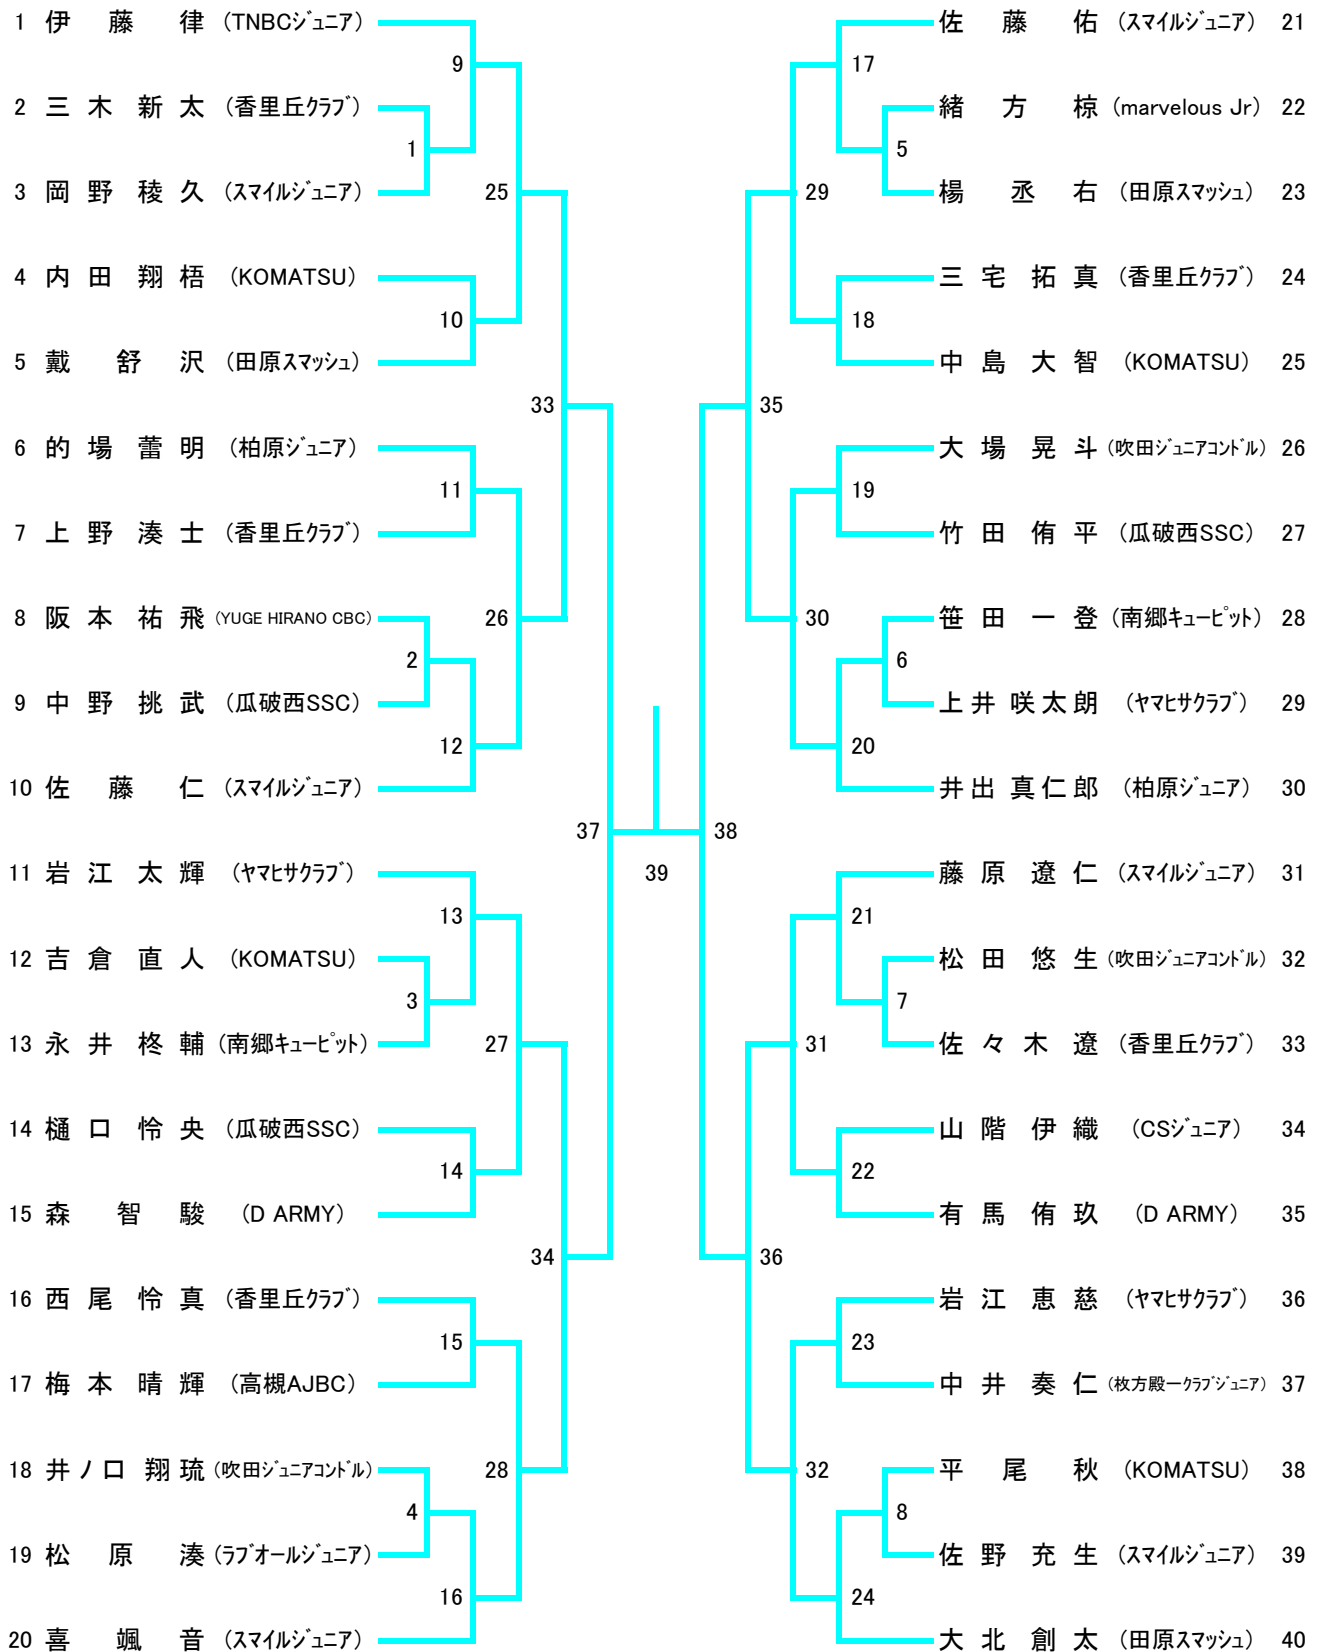 1 伊藤律 (TNBCｼﾞｭﾆｱ)
9
2 三木新太 (香里丘ｸﾗﾌﾞ)
1
3 岡野稜久 (ｽﾏｲﾙｼﾞｭﾆｱ)
25
4 内田翔梧 (KOMATSU)
10
5 戴舒沢 (田原ｽﾏｯｼｭ)
33
6 的場蕾明 (柏原ｼﾞｭﾆｱ)
11
7 上野湊士 (香里丘ｸﾗﾌﾞ)
8 阪本祐飛 (YUGE HIRANO CBC)
26
2
9 中野挑武 (瓜破西SSC)
12
10 佐藤仁 (ｽﾏｲﾙｼﾞｭﾆｱ)
37
11 岩江太輝 (ﾔﾏﾋｻｸﾗﾌﾞ)
13
12 吉倉直人 (KOMATSU)
3
13 永井柊輔 (南郷ｷｭｰﾋﾟｯﾄ)
27
14 樋口怜央 (瓜破西SSC)
14
15 森智駿 (D ARMY)
34
16 西尾怜真 (香里丘ｸﾗﾌﾞ)
15
17 梅本晴輝 (高槻AJBC)
18 井ノ口翔琉 (吹田ｼﾞｭﾆｱｺﾝﾄﾞﾙ)
28
4
19 松原湊 (ﾗﾌﾞｵｰﾙｼﾞｭﾆｱ)
16
20 喜颯音 (ｽﾏｲﾙｼﾞｭﾆｱ)
39
佐藤佑 (ｽﾏｲﾙｼﾞｭﾆｱ) 21
17
緒方椋 (marvelous Jr) 22
5
楊丞右 (田原ｽﾏｯｼｭ) 23
29
三宅拓真 (香里丘ｸﾗﾌﾞ) 24
18
中島大智 (KOMATSU) 25
35
大場晃斗 (吹田ｼﾞｭﾆｱｺﾝﾄﾞﾙ) 26
19
竹田侑平 (瓜破西SSC) 27
笹田一登 (南郷ｷｭｰﾋﾟｯﾄ) 28
30
6
上井咲太朗 (ﾔﾏﾋｻｸﾗﾌﾞ) 29
20
井出真仁郎 (柏原ｼﾞｭﾆｱ) 30
38
藤原遼仁 (ｽﾏｲﾙｼﾞｭﾆｱ) 31
21
松田悠生 (吹田ｼﾞｭﾆｱｺﾝﾄﾞﾙ) 32
7
佐々木遼 (香里丘ｸﾗﾌﾞ) 33
31
山階伊織 (CSｼﾞｭﾆｱ) 34
22
有馬侑玖 (D ARMY) 35
36
岩江恵慈 (ﾔﾏﾋｻｸﾗﾌﾞ) 36
23
中井奏仁 (枚方殿一ｸﾗﾌﾞｼﾞｭﾆｱ) 37
平尾秋 (KOMATSU) 38
32
8
佐野充生 (ｽﾏｲﾙｼﾞｭﾆｱ) 39
24
大北創太 (田原ｽﾏｯｼｭ) 40